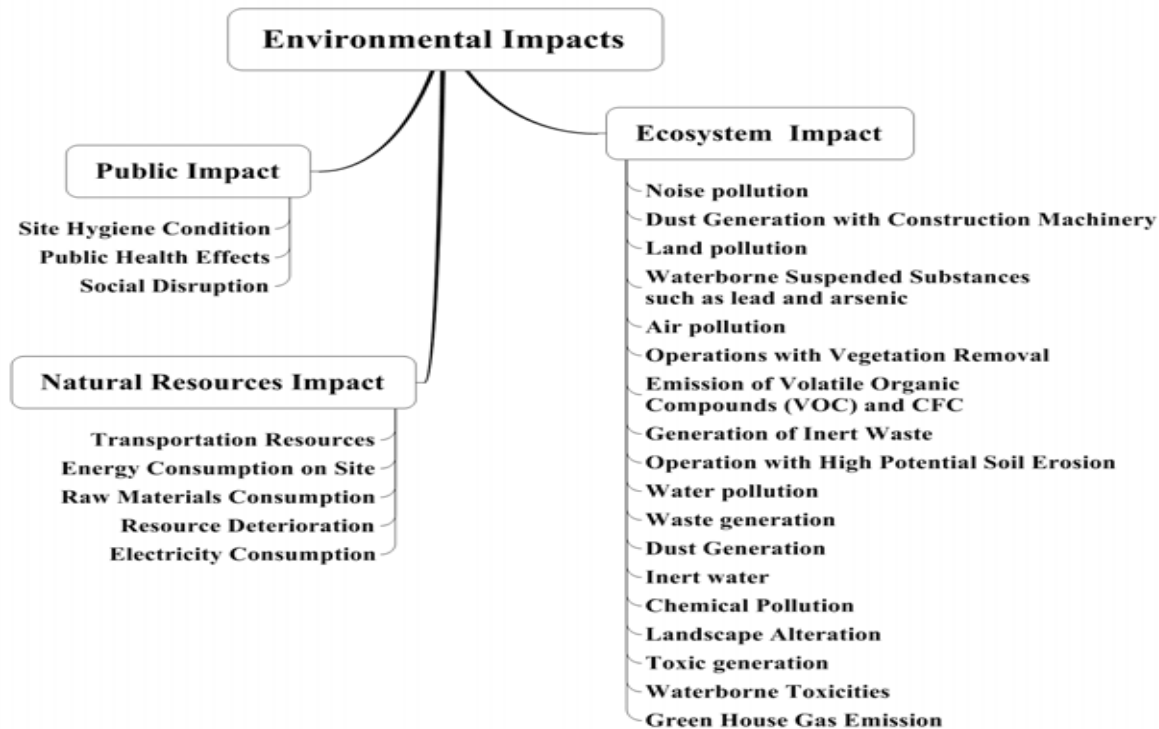 Environmental Impacts
Public Impact
Site Hygiene Condition
Public Health Effects
Social Disruption
Natural Resources Impact
Transportation Resources
Energy Consumption on Site
Raw Materials Consumption
Resource Deterioration
Electricity Consumption
Ecosystem Impact
Noise pollution
Dust Generation with Construction Machinery
Land pollution
Waterborne Suspended Substances
such as lead and arsenic
Air pollution
Operations with Vegetation Removal
Emission of Volatile Organic
Compounds (VOC) and CFC
Generation of Inert Waste
Operation with High Potential Soil Erosion
Water pollution
Waste generation
Dust Generation
Inert water
Chemical Pollution
Landscape Alteration
Toxic generation
Waterborne Toxicities
Green House Gas Emission